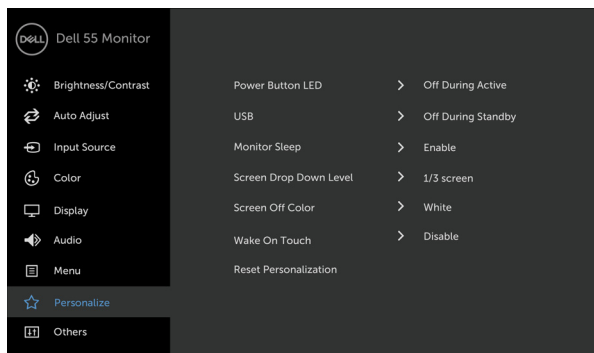 DELL Dell 55 Monitor
Brightness/Contrast
Auto Adjust
Input Source
Color
Display
Audio
Menu
Personalize
Others
Power Button LED > Off During Active
USB > Off During Standby
Monitor Sleep > Enable
Screen Drop Down Level > 1/3 screen
Screen Off Color > White
Wake On Touch > Disable
Reset Personalization